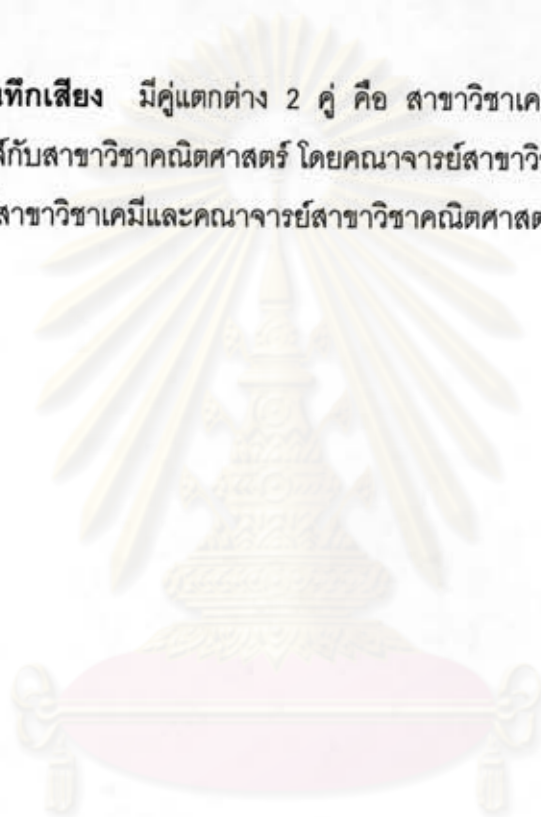 นทึกเสียง มีคู่แตกต่าง 2 คู่ คือ สาขาวิชาเค
ส์กับสาขาวิชาคณิตศาสตร์ โดยคณาจารย์สาขาวิ
สาขาวิชาเคมีและคณาจารย์สาขาวิชาคณิตศาสต